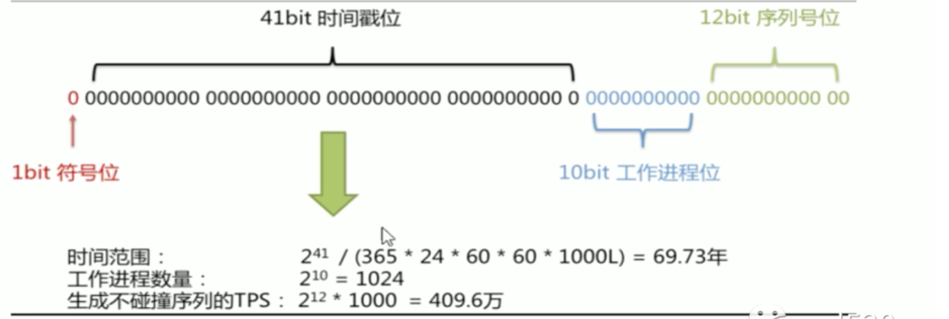 41bit 时间戳位 12bit 序列号位
0 0000000000 0000000000 0000000000 0000000000 0 0000000000 0000000000 00
1bit 符号位 10bit 工作进程位
时间范围： 2⁴¹ / (365 * 24 * 60 * 60 * 1000L) = 69.73年
工作进程数量： 2¹⁰ = 1024
生成不碰撞序列的TPS： 2¹² * 1000 = 409.6万